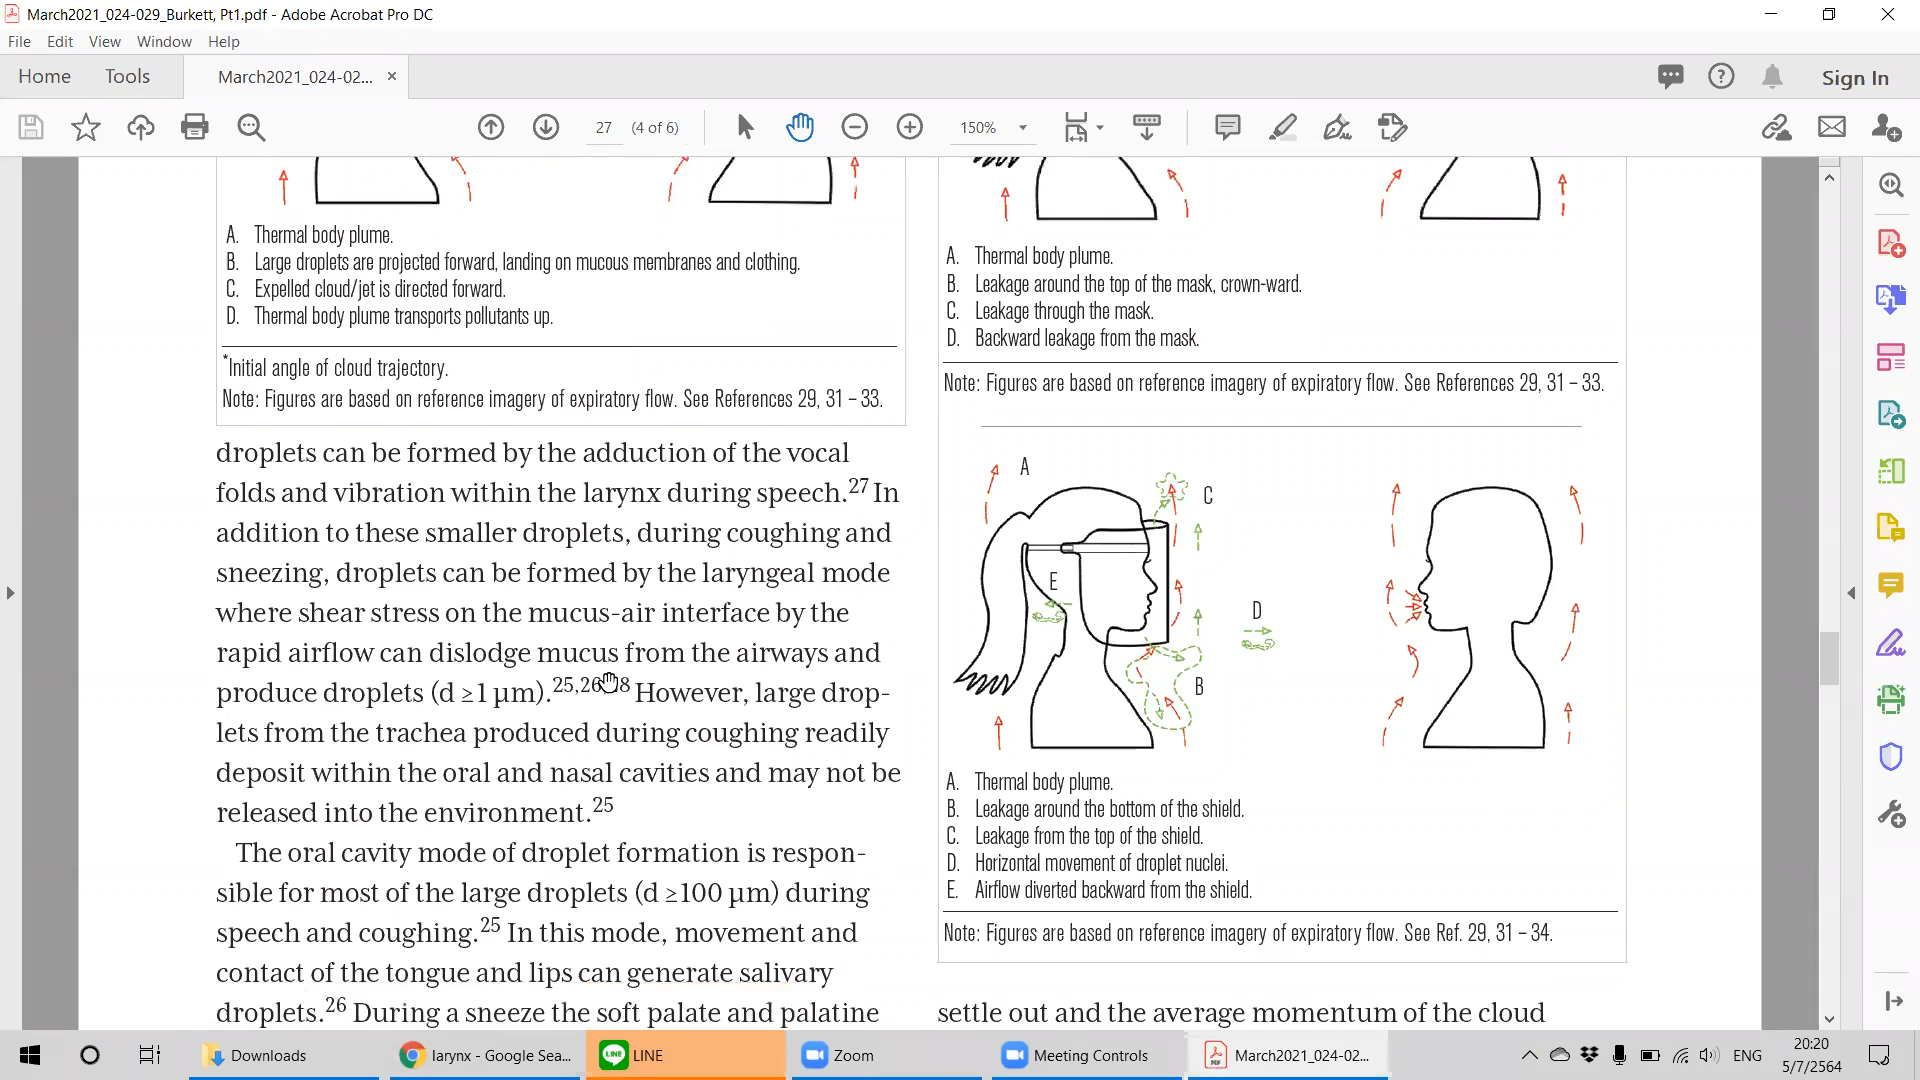 March2021_024-029_Burkett, Pt1.pdf - Adobe Acrobat Pro DC
File Edit View Window Help
Home Tools March2021_024-02... × Sign In
27 (4 of 6) 150%
A. Thermal body plume.
B. Large droplets are projected forward, landing on mucous membranes and clothing.
C. Expelled cloud/jet is directed forward.
D. Thermal body plume transports pollutants up.
*Initial angle of cloud trajectory.
Note: Figures are based on reference imagery of expiratory flow. See References 29, 31 – 33.
droplets can be formed by the adduction of the vocal
folds and vibration within the larynx during speech.27 In
addition to these smaller droplets, during coughing and
sneezing, droplets can be formed by the laryngeal mode
where shear stress on the mucus-air interface by the
rapid airflow can dislodge mucus from the airways and
produce droplets (d ≥1 µm).25,26 8 However, large drop-
lets from the trachea produced during coughing readily
deposit within the oral and nasal cavities and may not be
released into the environment.25
The oral cavity mode of droplet formation is respon-
sible for most of the large droplets (d ≥100 µm) during
speech and coughing.25 In this mode, movement and
contact of the tongue and lips can generate salivary
droplets.26 During a sneeze the soft palate and palatine
A. Thermal body plume.
B. Leakage around the top of the mask, crown-ward.
C. Leakage through the mask.
D. Backward leakage from the mask.
Note: Figures are based on reference imagery of expiratory flow. See References 29, 31 – 33.
A
C
E
D
B
A. Thermal body plume.
B. Leakage around the bottom of the shield.
C. Leakage from the top of the shield.
D. Horizontal movement of droplet nuclei.
E. Airflow diverted backward from the shield.
Note: Figures are based on reference imagery of expiratory flow. See Ref. 29, 31 – 34.
settle out and the average momentum of the cloud
Downloads larynx - Google Sea... LINE Zoom Meeting Controls March2021_024-02... ENG 20:20
5/7/2564